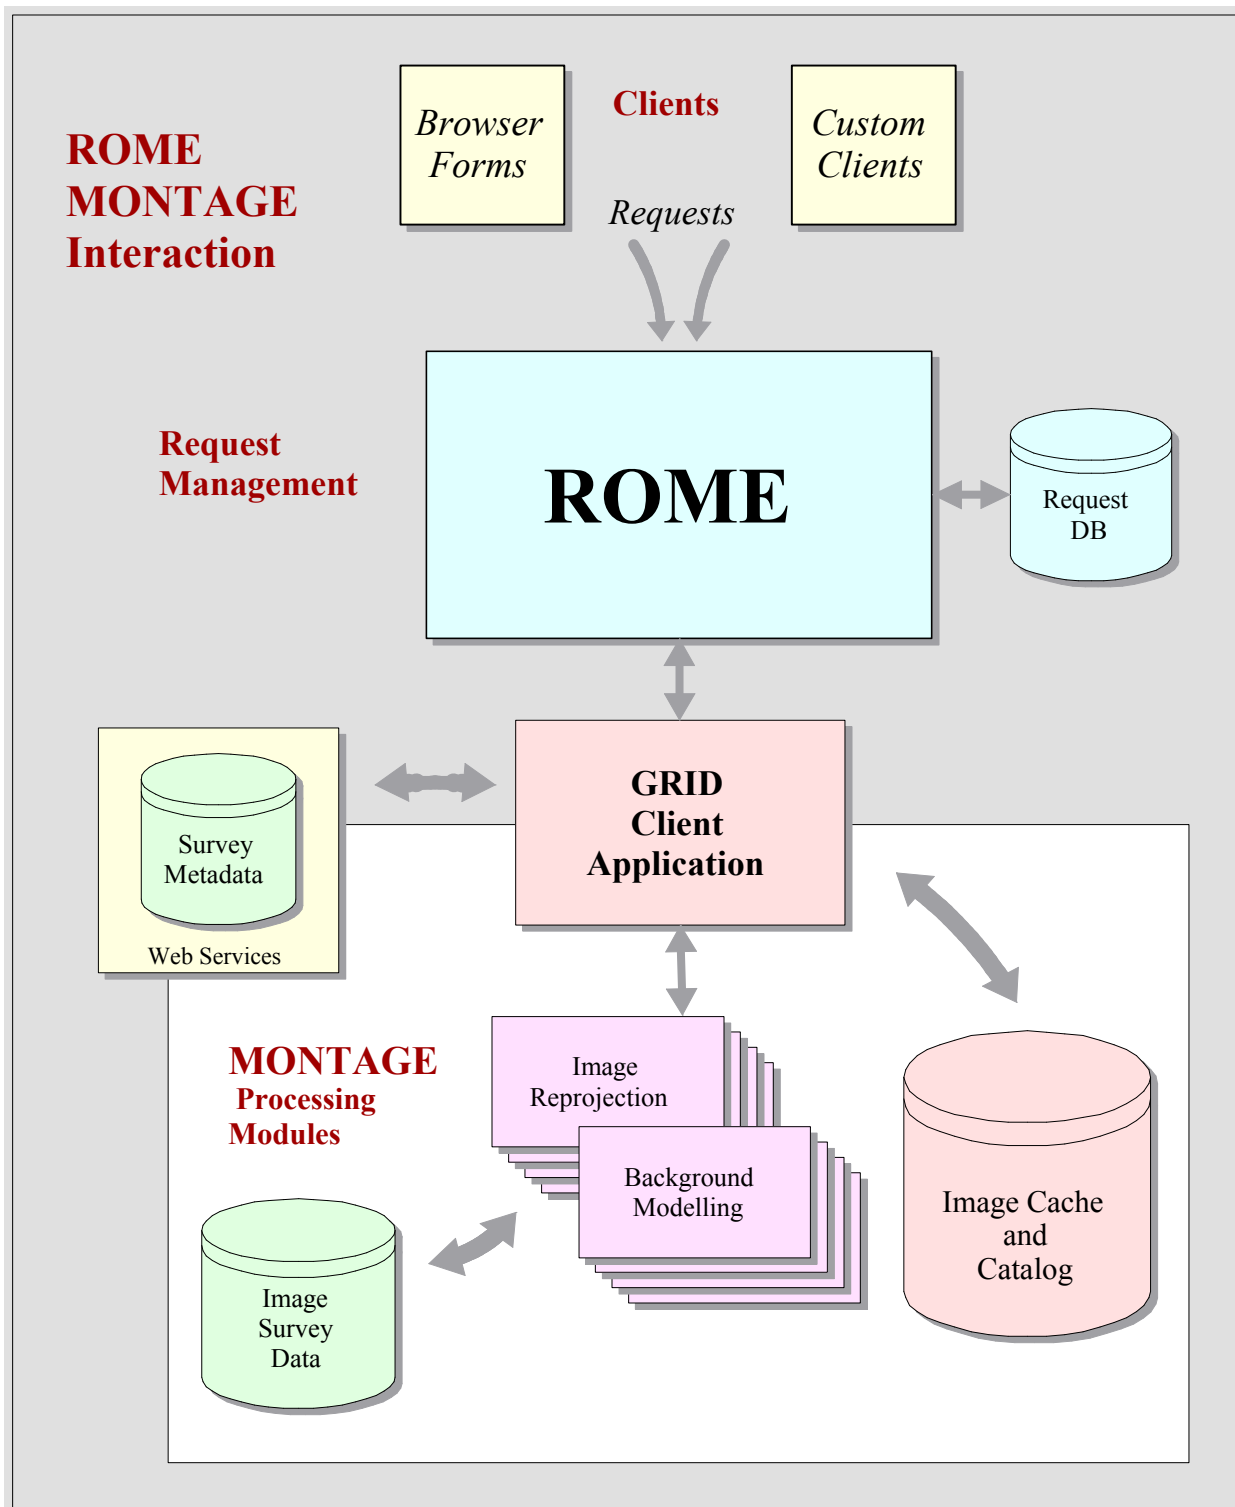 ROME
MONTAGE
Interaction
Browser
Forms
Clients
Custom
Clients
Requests
Request
Management
ROME
Request
DB
GRID
Client
Application
Survey
Metadata
Web Services
MONTAGE
Processing
Modules
Image
Reprojection
Background
Modelling
Image Cache
and
Catalog
Image
Survey
Data